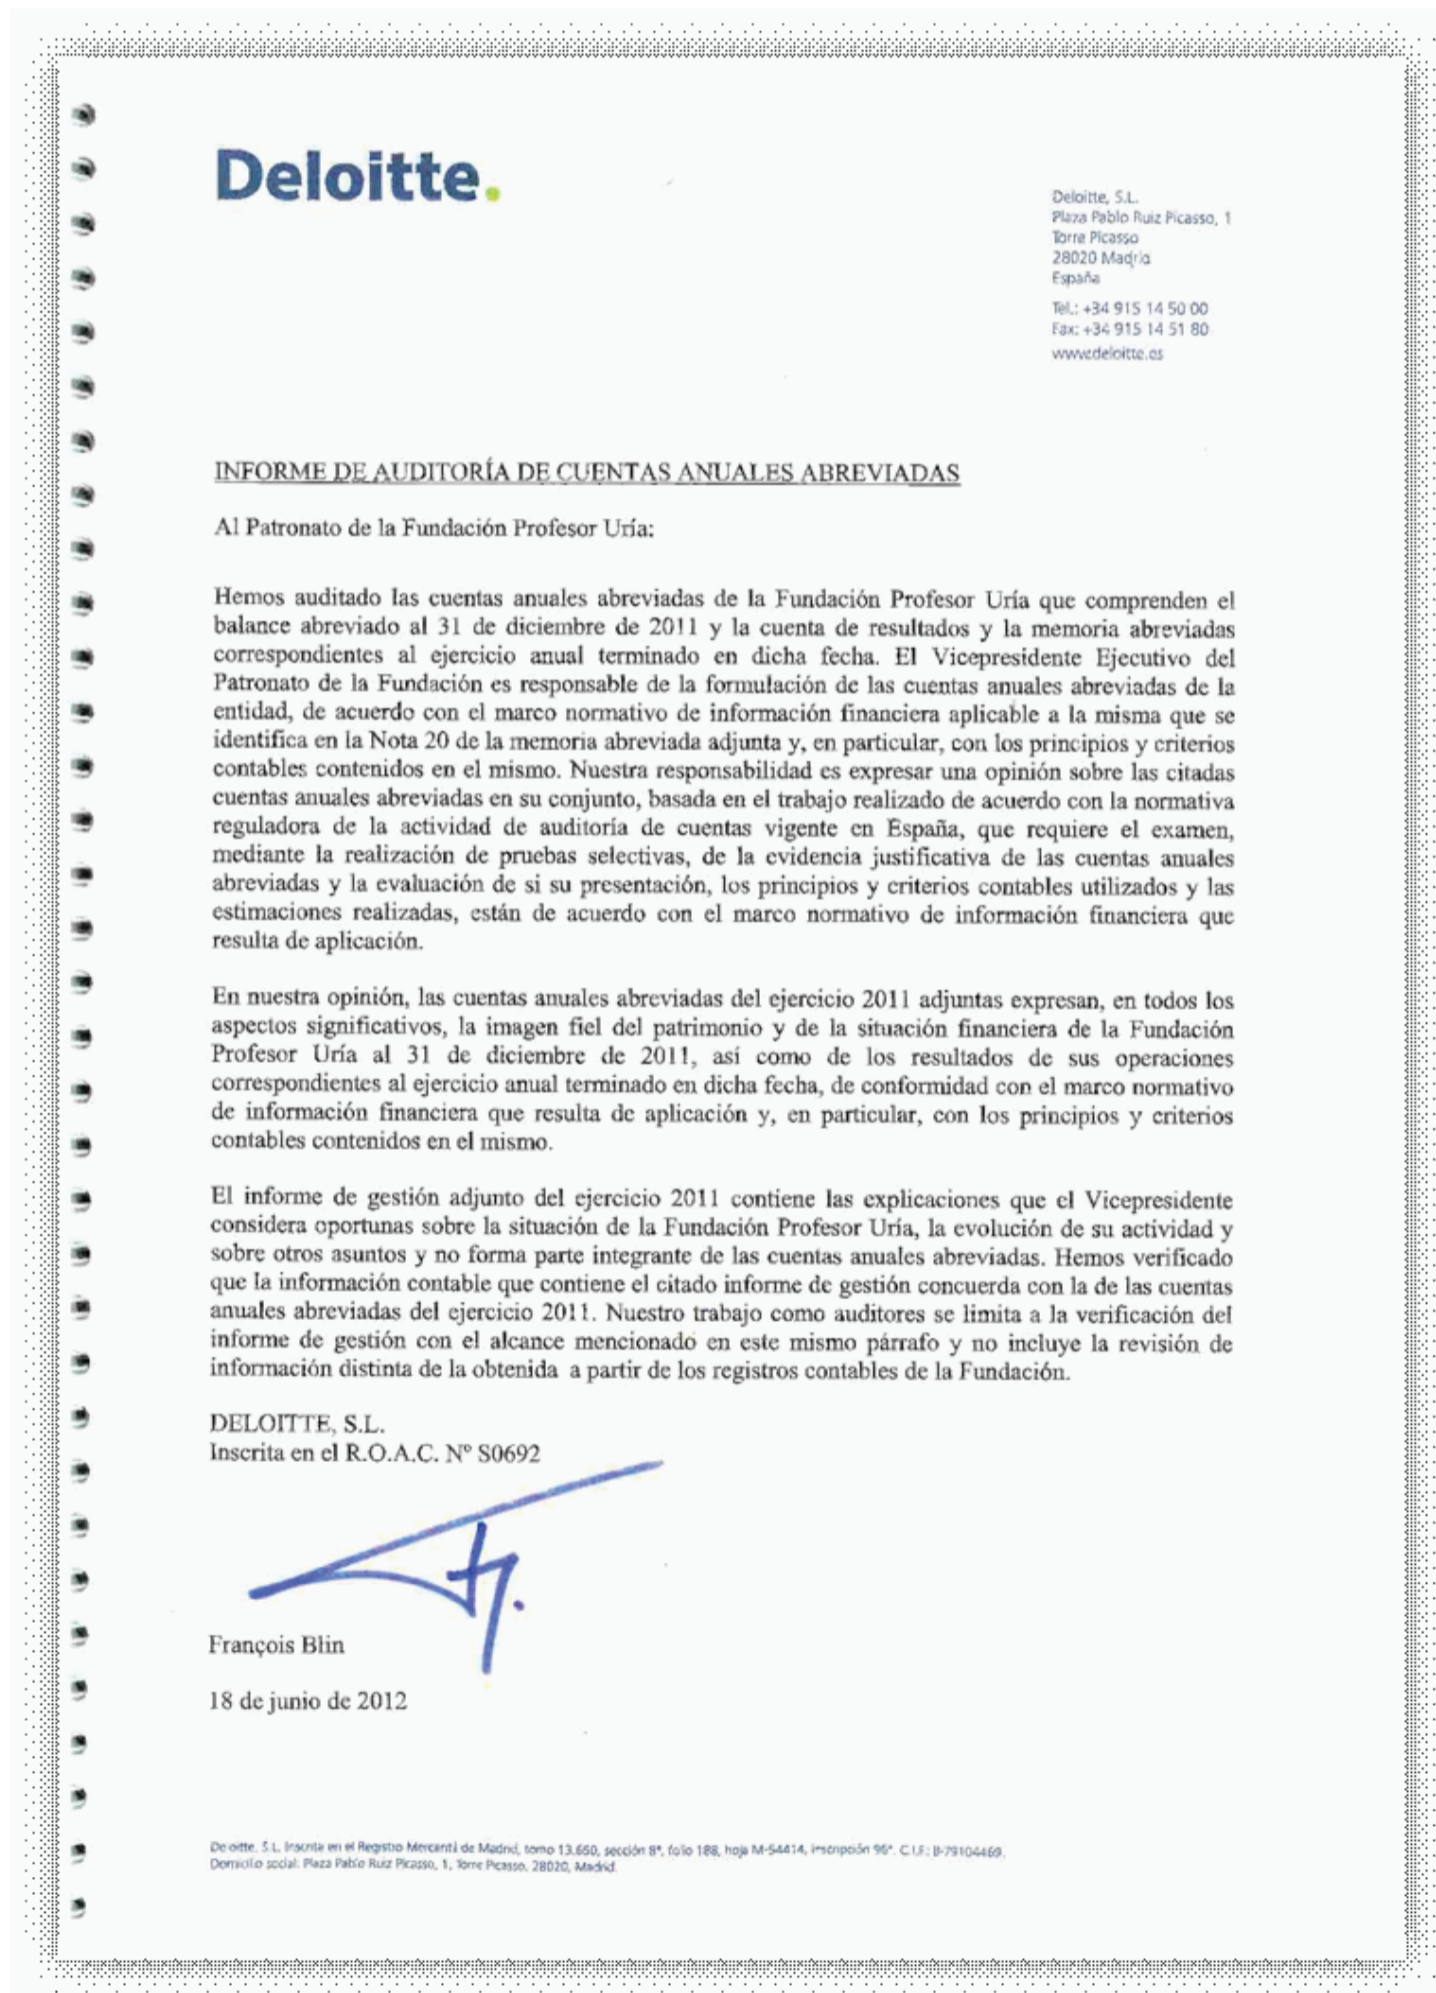 Deloitte.
Deloitte, S.L.
Plaza Pablo Ruiz Picasso, 1
Torre Picasso
28020 Madrid
España
Tel.: +34 915 14 50 00
Fax: +34 915 14 51 80
www.deloitte.es
INFORME DE AUDITORÍA DE CUENTAS ANUALES ABREVIADAS
Al Patronato de la Fundación Profesor Uría:
Hemos auditado las cuentas anuales abreviadas de la Fundación Profesor Uría que comprenden el
balance abreviado al 31 de diciembre de 2011 y la cuenta de resultados y la memoria abreviadas
correspondientes al ejercicio anual terminado en dicha fecha. El Vicepresidente Ejecutivo del
Patronato de la Fundación es responsable de la formulación de las cuentas anuales abreviadas de la
entidad, de acuerdo con el marco normativo de información financiera aplicable a la misma que se
identifica en la Nota 20 de la memoria abreviada adjunta y, en particular, con los principios y criterios
contables contenidos en el mismo. Nuestra responsabilidad es expresar una opinión sobre las citadas
cuentas anuales abreviadas en su conjunto, basada en el trabajo realizado de acuerdo con la normativa
reguladora de la actividad de auditoría de cuentas vigente en España, que requiere el examen,
mediante la realización de pruebas selectivas, de la evidencia justificativa de las cuentas anuales
abreviadas y la evaluación de si su presentación, los principios y criterios contables utilizados y las
estimaciones realizadas, están de acuerdo con el marco normativo de información financiera que
resulta de aplicación.
En nuestra opinión, las cuentas anuales abreviadas del ejercicio 2011 adjuntas expresan, en todos los
aspectos significativos, la imagen fiel del patrimonio y de la situación financiera de la Fundación
Profesor Uría al 31 de diciembre de 2011, así como de los resultados de sus operaciones
correspondientes al ejercicio anual terminado en dicha fecha, de conformidad con el marco normativo
de información financiera que resulta de aplicación y, en particular, con los principios y criterios
contables contenidos en el mismo.
El informe de gestión adjunto del ejercicio 2011 contiene las explicaciones que el Vicepresidente
considera oportunas sobre la situación de la Fundación Profesor Uría, la evolución de su actividad y
sobre otros asuntos y no forma parte integrante de las cuentas anuales abreviadas. Hemos verificado
que la información contable que contiene el citado informe de gestión concuerda con la de las cuentas
anuales abreviadas del ejercicio 2011. Nuestro trabajo como auditores se limita a la verificación del
informe de gestión con el alcance mencionado en este mismo párrafo y no incluye la revisión de
información distinta de la obtenida a partir de los registros contables de la Fundación.
DELOITTE, S.L.
Inscrita en el R.O.A.C. Nº S0692
François Blin
18 de junio de 2012
Deloitte, S.L. Inscrita en el Registro Mercantil de Madrid, tomo 13.650, sección 8ª, folio 188, hoja M-54414, inscripción 96ª. C.I.F.: B-79104469.
Domicilio social: Plaza Pablo Ruiz Picasso, 1, Torre Picasso, 28020, Madrid.